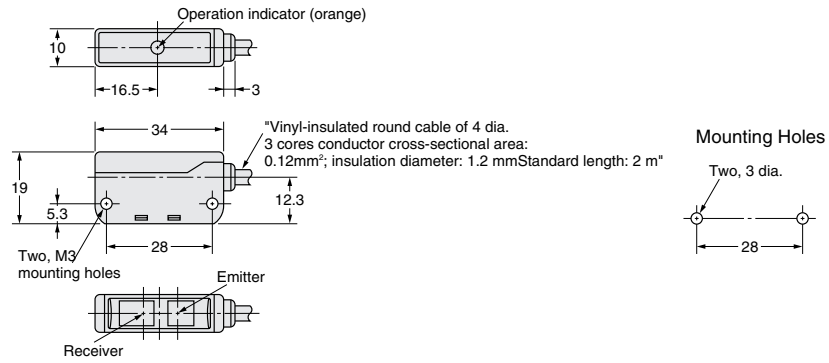 Operation indicator (orange)
10
16.5
3
34
"Vinyl-insulated round cable of 4 dia.
3 cores conductor cross-sectional area:
0.12mm²; insulation diameter: 1.2 mmStandard length: 2 m"
19
5.3
12.3
28
Two, M3
mounting holes
Emitter
Receiver
Mounting Holes
Two, 3 dia.
28